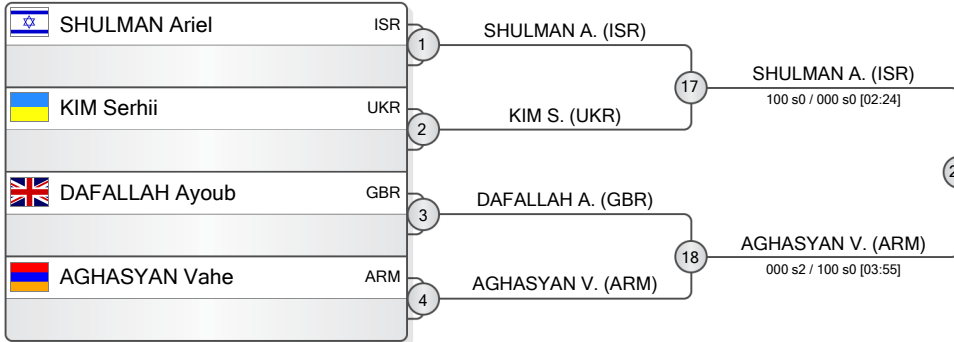 SHULMAN Ariel ISR
1
SHULMAN A. (ISR)
17
SHULMAN A. (ISR)
100 s0 / 000 s0 [02:24]
KIM Serhii UKR
2
KIM S. (UKR)
DAFALLAH Ayoub GBR
3
DAFALLAH A. (GBR)
18
AGHASYAN V. (ARM)
000 s2 / 100 s0 [03:55]
AGHASYAN Vahe ARM
4
AGHASYAN V. (ARM)